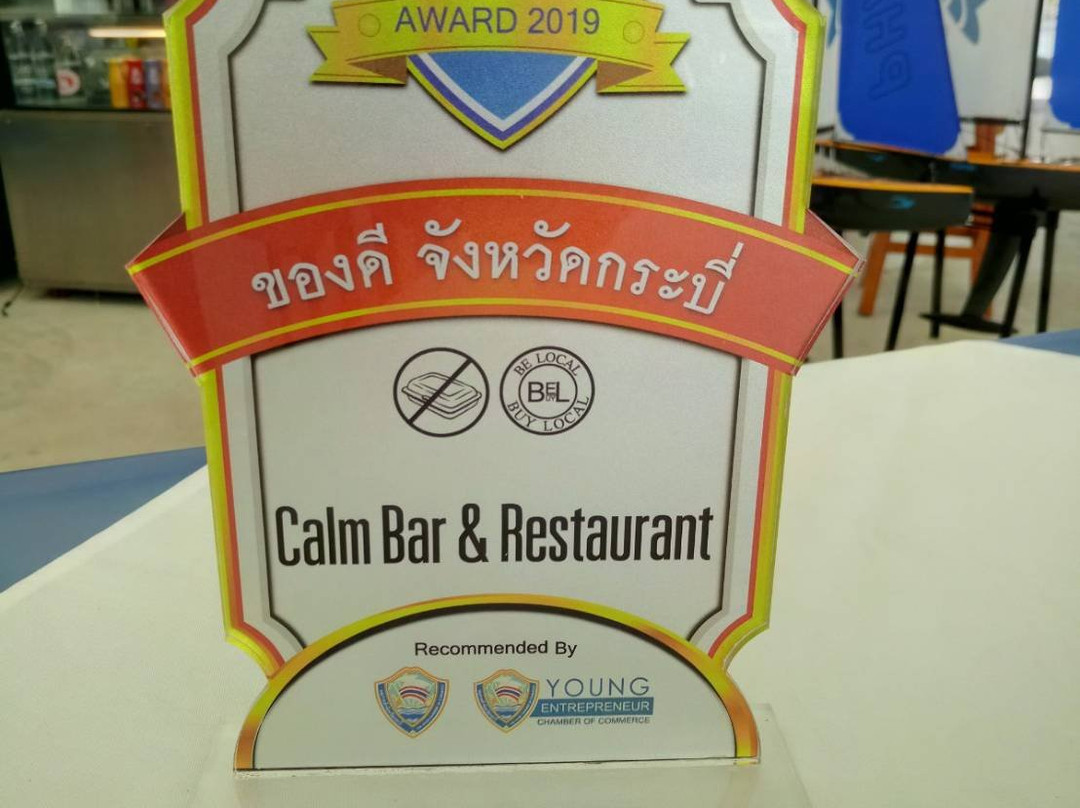 AWARD 2019
ของดี จังหวัดกระบี่
BE LOCAL
BUY LOCAL
Calm Bar & Restaurant
Recommended By
YOUNG
ENTREPRENEUR
CHAMBER OF COMMERCE